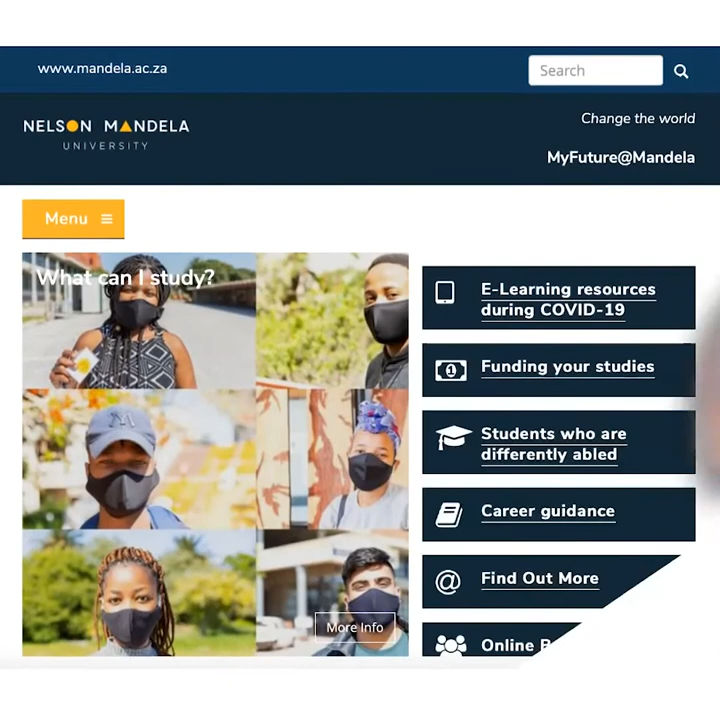 www.mandela.ac.za
Search
NELSON MANDELA
UNIVERSITY
Change the world
MyFuture@Mandela
Menu
What can I study?
More Info
E-Learning resources
during COVID-19
Funding your studies
Students who are
differently abled
Career guidance
Find Out More
Online